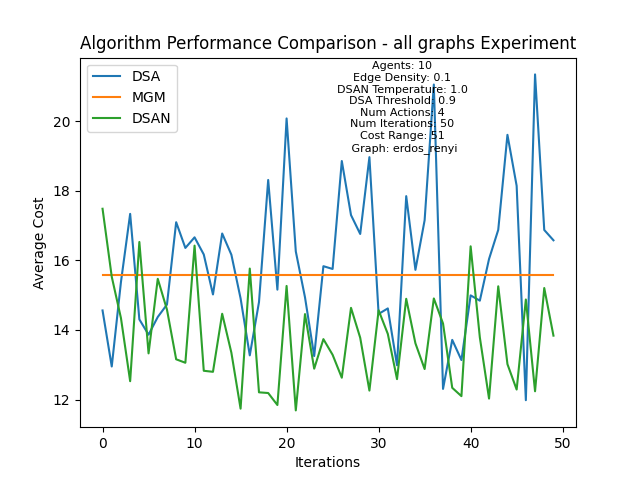 Algorithm Performance Comparison - all graphs Experiment
DSA
MGM
DSAN
Agents: 10
Edge Density: 0.1
DSAN Temperature: 1.0
DSA Threshold: 0.9
Num Actions: 4
Num Iterations: 50
Cost Range: 51
Graph: erdos_renyi
Average Cost
20
18
16
14
12
0 10 20 30 40 50
Iterations